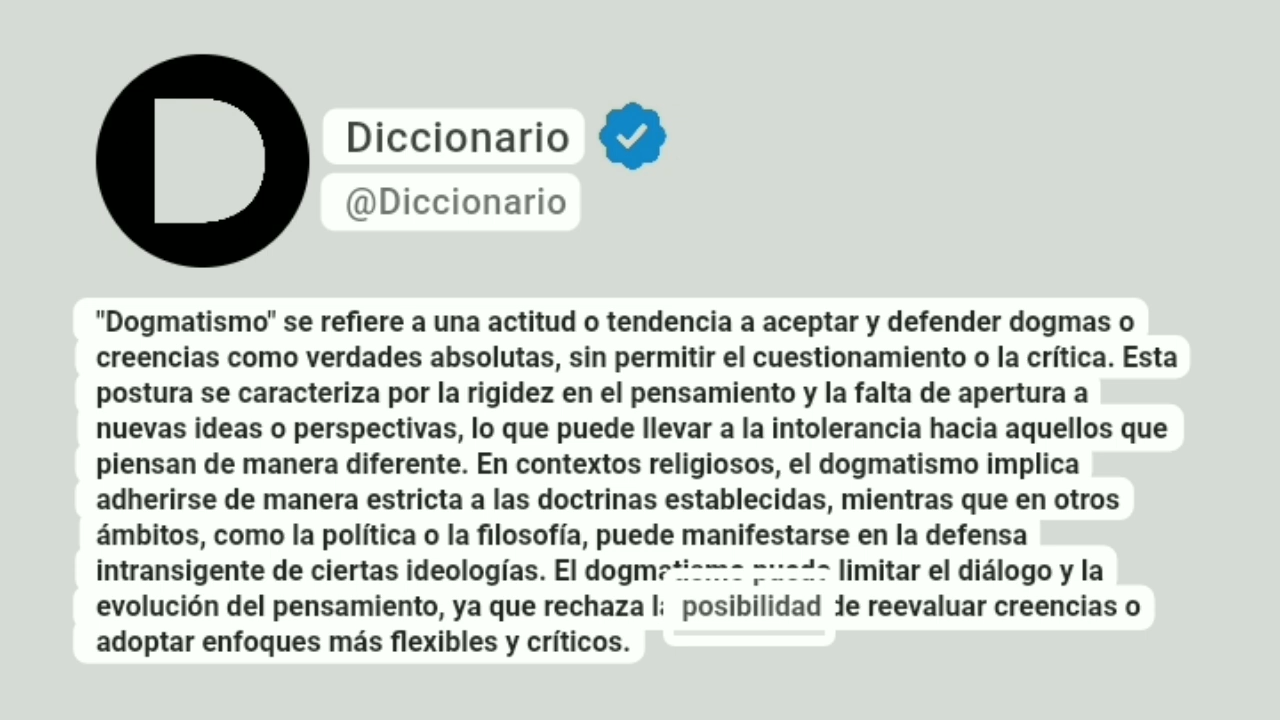 D
Diccionario
@Diccionario
"Dogmatismo" se refiere a una actitud o tendencia a aceptar y defender dogmas o
creencias como verdades absolutas, sin permitir el cuestionamiento o la crítica. Esta
postura se caracteriza por la rigidez en el pensamiento y la falta de apertura a
nuevas ideas o perspectivas, lo que puede llevar a la intolerancia hacia aquellos que
piensan de manera diferente. En contextos religiosos, el dogmatismo implica
adherirse de manera estricta a las doctrinas establecidas, mientras que en otros
ámbitos, como la política o la filosofía, puede manifestarse en la defensa
intransigente de ciertas ideologías. El dogmatismo puede limitar el diálogo y la
evolución del pensamiento, ya que rechaza la posibilidad de reevaluar creencias o
adoptar enfoques más flexibles y críticos.